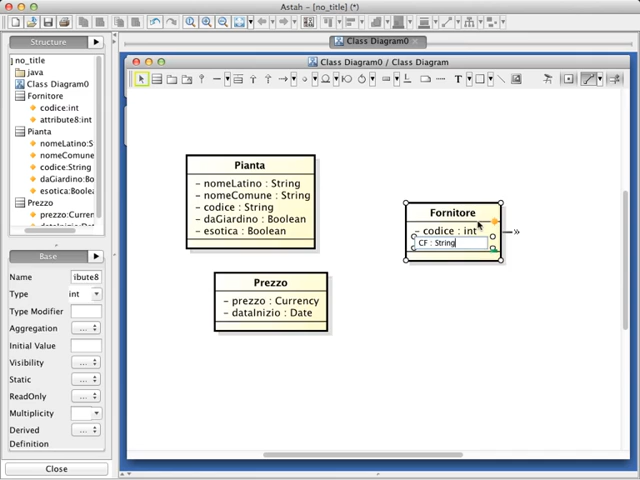 Astah – [no_title] (*)
Structure
Class Diagram0
no_title
java
Class Diagram0
Fornitore
codice:int
attribute8:int
Pianta
nomeLatino:S
nomeComune
codice:String
daGiardino:B
esotica:Boolea
Prezzo
prezzo:Curren
Class Diagram0 / Class Diagram
T
Pianta
– nomeLatino : String
– nomeComune : String
– codice : String
– daGiardino : Boolean
– esotica : Boolean
Fornitore
– codice : int
CF : String
Prezzo
– prezzo : Currency
– dataInizio : Date
Base
Name ibute8
Type int
Type Modifier
Aggregation ...
Initial Value
Visibility ...
Static ...
ReadOnly ...
Multiplicity
Derived ...
Definition
Close